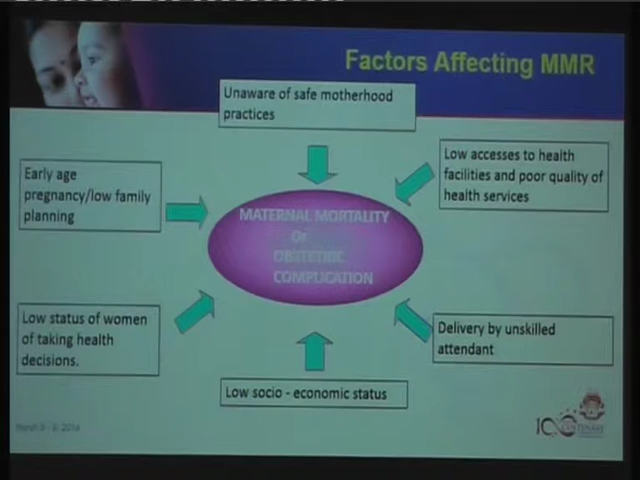 Factors Affecting MMR
Unaware of safe motherhood
practices
Early age
pregnancy/low family
planning
Low accesses to health
facilities and poor quality of
health services
MATERNAL MORTALITY
Or
OBSTETRIC
COMPLICATION
Low status of women
of taking health
decisions.
Delivery by unskilled
attendant
Low socio - economic status
100
CENTENARY